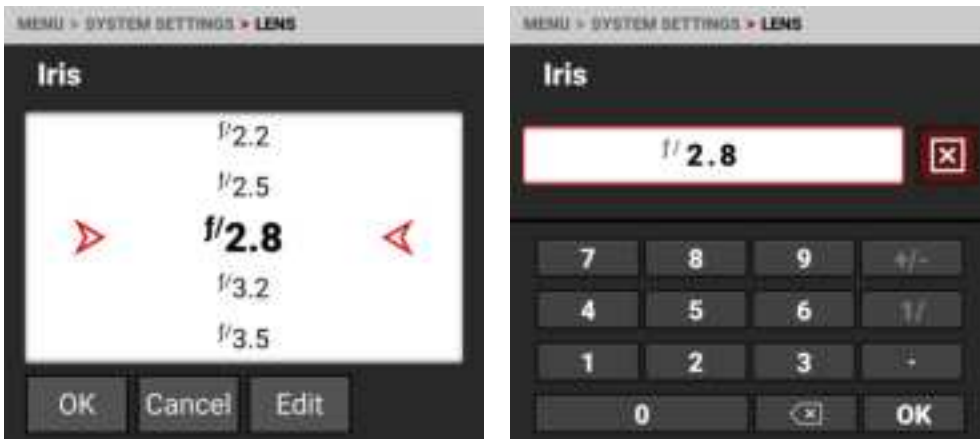 MENU > SYSTEM SETTINGS > LENS
Iris
f/2.2
f/2.5
f/2.8
f/3.2
f/3.5
OK Cancel Edit
MENU > SYSTEM SETTINGS > LENS
Iris
f/2.8
7 8 9 +/-
4 5 6 1/
1 2 3 .
0 OK